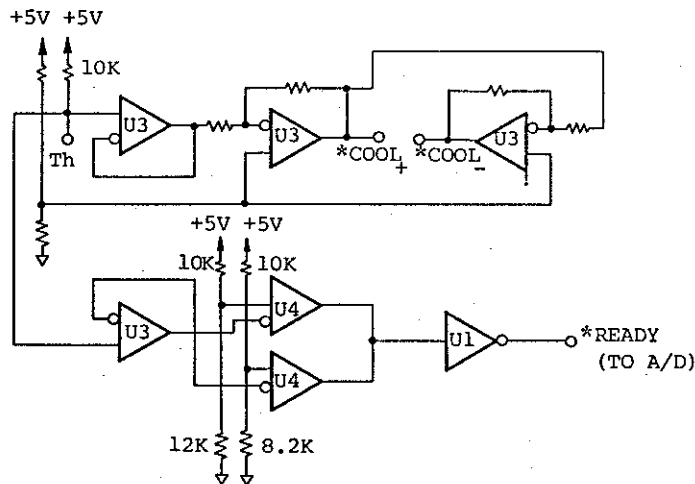 +5V +5V
10K
U3
Th
U3
*COOL+
*COOL-
U3
+5V +5V
10K 10K
U3
U4
U4
U1
*READY
(TO A/D)
12K 8.2K